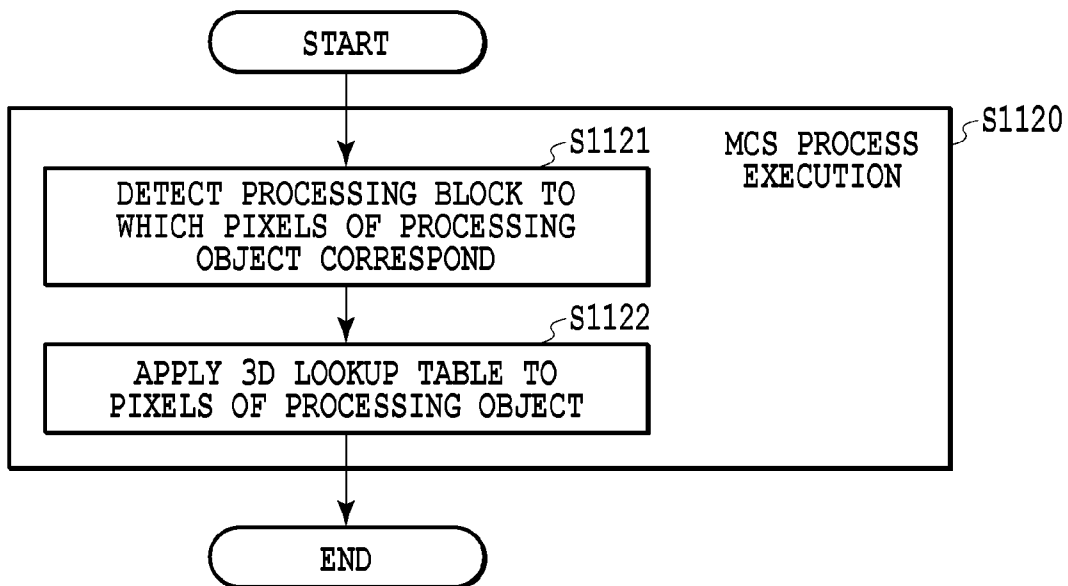 START
S1120
MCS PROCESS
EXECUTION
S1121
DETECT PROCESSING BLOCK TO
WHICH PIXELS OF PROCESSING
OBJECT CORRESPOND
S1122
APPLY 3D LOOKUP TABLE TO
PIXELS OF PROCESSING OBJECT
END